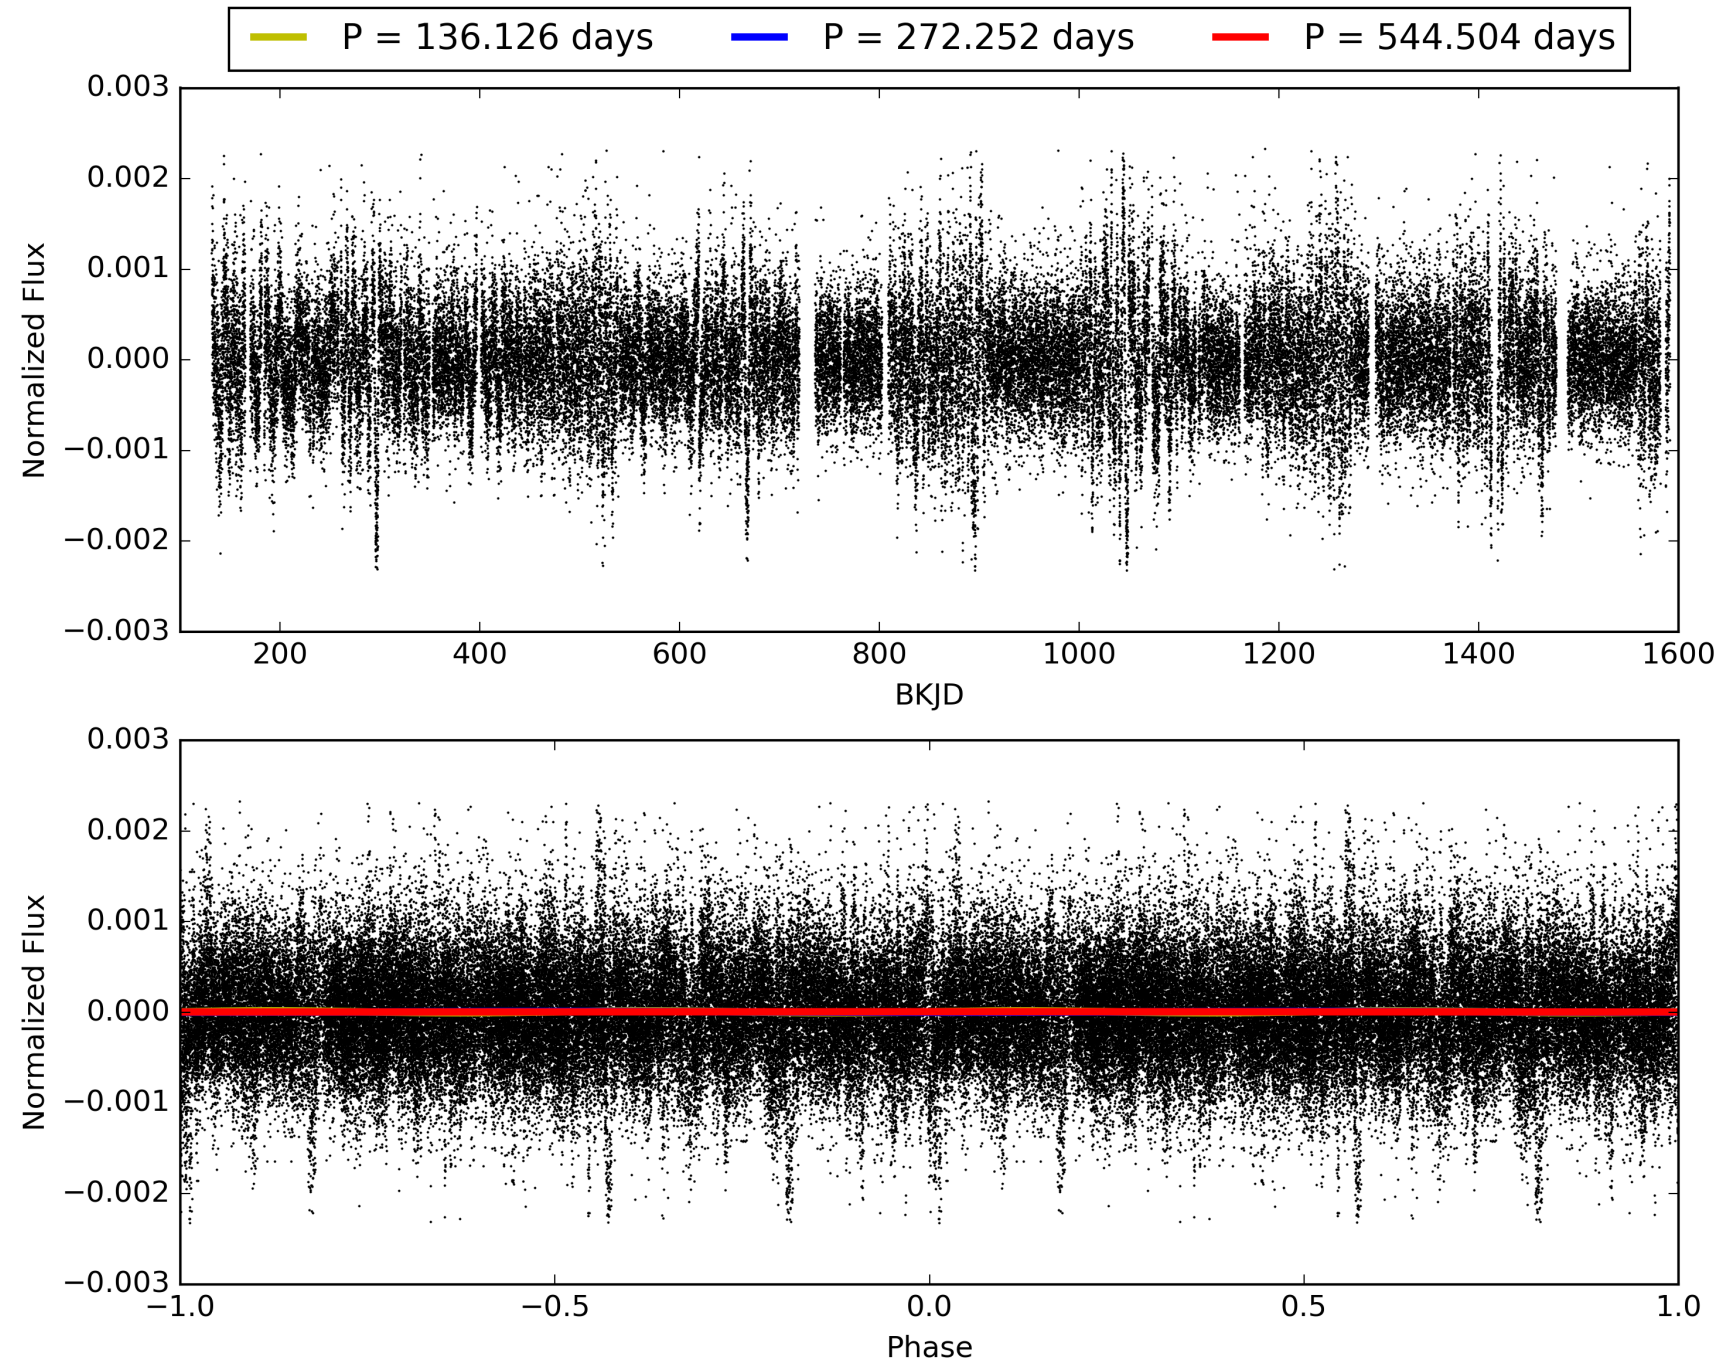 P = 136.126 days P = 272.252 days P = 544.504 days
0.003
0.002
0.001
0.000
−0.001
−0.002
−0.003
Normalized Flux
200 400 600 800 1000 1200 1400 1600
BKJD
0.003
0.002
0.001
0.000
−0.001
−0.002
−0.003
Normalized Flux
−1.0 −0.5 0.0 0.5 1.0
Phase